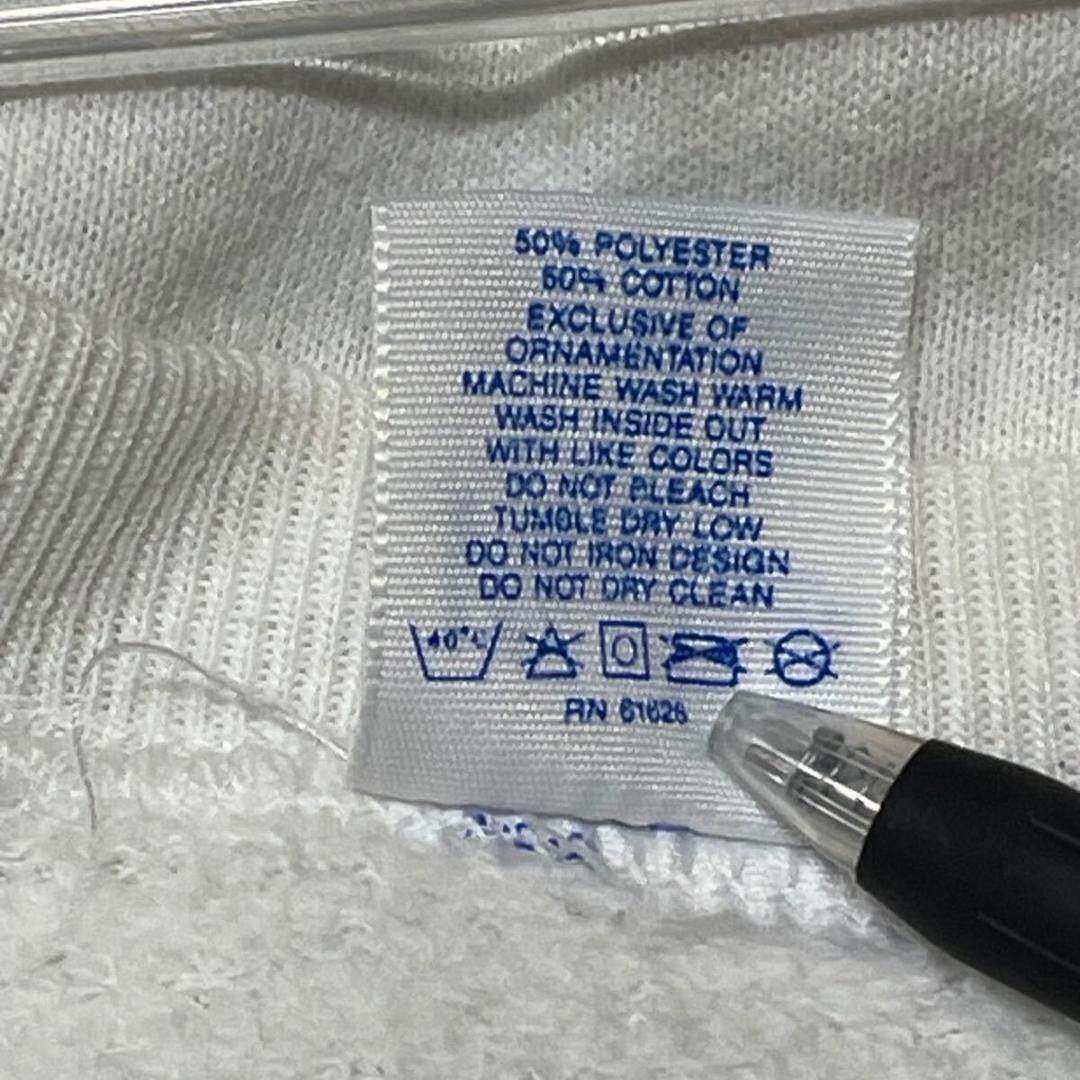 50% POLYESTER
50% COTTON
EXCLUSIVE OF
ORNAMENTATION
MACHINE WASH WARM
WASH INSIDE OUT
WITH LIKE COLORS
DO NOT BLEACH
TUMBLE DRY LOW
DO NOT IRON DESIGN
DO NOT DRY CLEAN
40°C
RN 61628